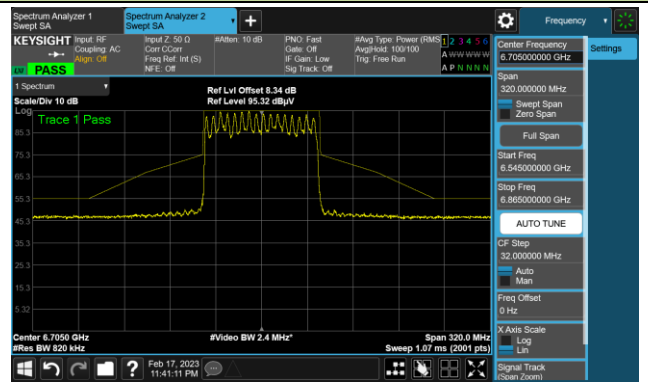 Spectrum Analyzer 1
Swept SA
Spectrum Analyzer 2
Swept SA
Frequency
KEYSIGHT
Input: RF
Coupling: AC
Align: Off
Input Z: 50 Ω
Corr CCorr
Freq Ref: Int (S)
NFE: Off
#Atten: 10 dB
PNO: Fast
Gate: Off
IF Gain: Low
Sig Track: Off
#Avg Type: Power (RMS
Avg|Hold: 100/100
Trig: Free Run
1 2 3 4 5 6
A W W W W W
A P N N N N
PASS
1 Spectrum
Scale/Div 10 dB
Ref Lvl Offset 8.34 dB
Ref Level 95.32 dBµV
Log
Trace 1 Pass
85.3
75.3
65.3
55.3
45.3
35.3
25.3
15.3
5.32
Center 6.7050 GHz
#Res BW 820 kHz
#Video BW 2.4 MHz*
Span 320.0 MHz
Sweep 1.07 ms (2001 pts)
Feb 17, 2023
11:41:11 PM
Center Frequency
6.705000000 GHz
Settings
Span
320.000000 MHz
Swept Span
Zero Span
Full Span
Start Freq
6.545000000 GHz
Stop Freq
6.865000000 GHz
AUTO TUNE
CF Step
32.000000 MHz
Auto
Man
Freq Offset
0 Hz
X Axis Scale
Log
Lin
Signal Track
(Span Zoom)